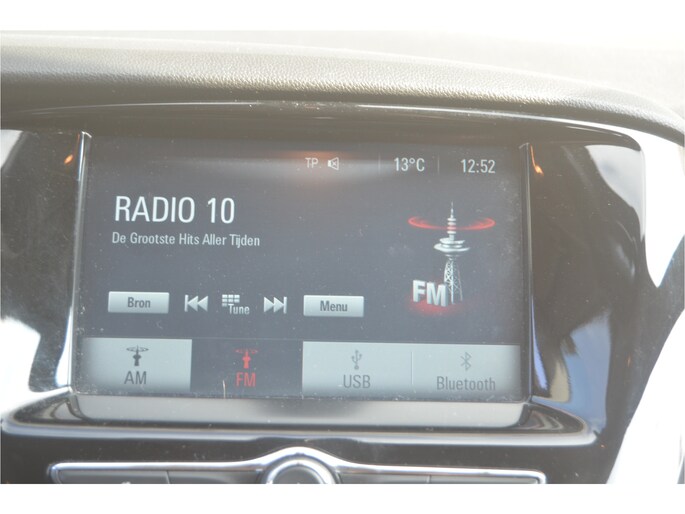 TP. 13°C 12:52
RADIO 10
De Grootste Hits Aller Tijden
FM
Bron Tune Menu
AM FM USB Bluetooth